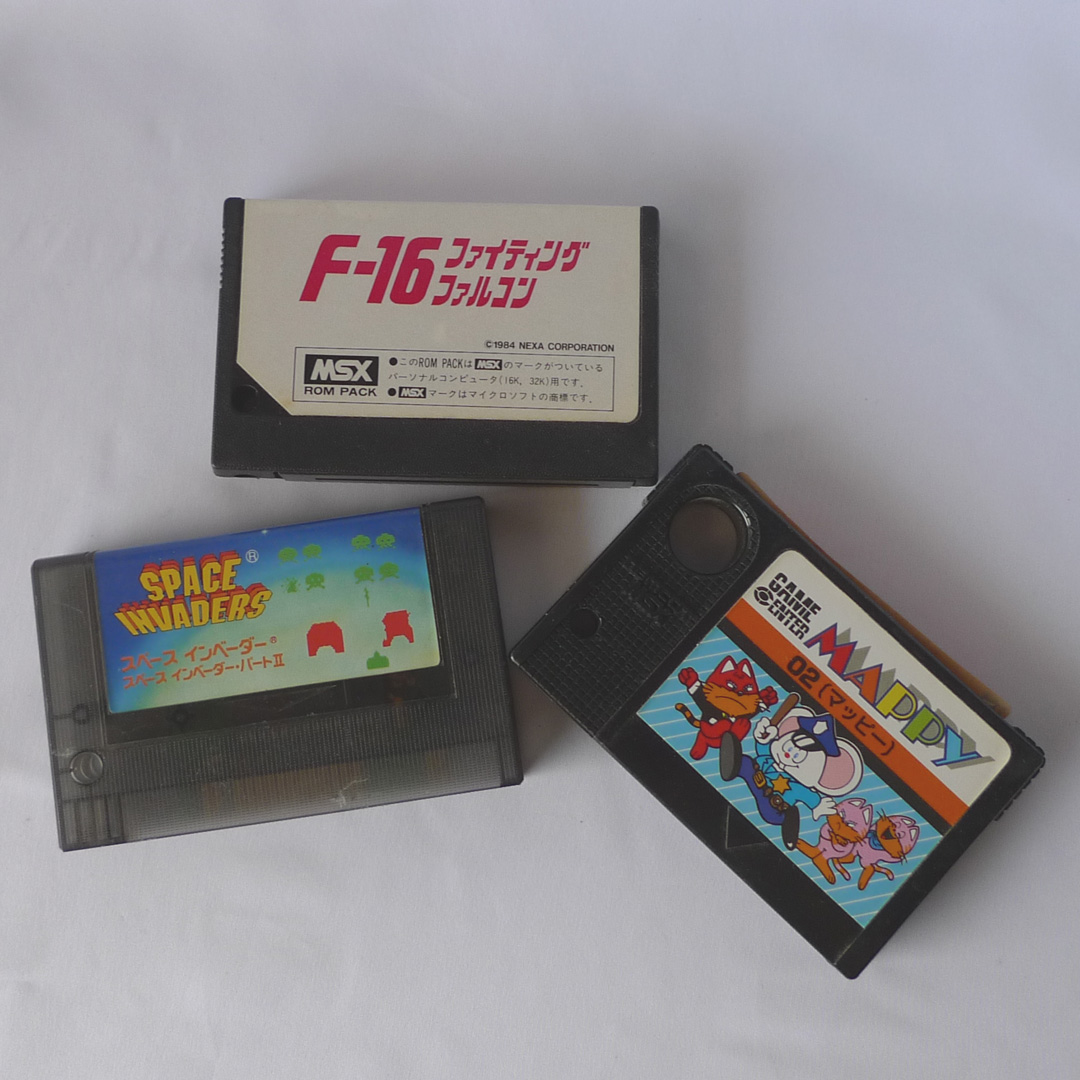 F-16 ファイティング
ファルコン
©1984 NEXA CORPORATION
MSX
ROM PACK
●このROM PACKは MSX のマークがついている
パーソナルコンピュータ(16K, 32K)用です。
● MSX マークはマイクロソフトの商標です。
SPACE ®
INVADERS
スペース インベーダー®
スペース インベーダー・パートⅡ
GAME
CENTER
MAPPY
02 (マッピー)